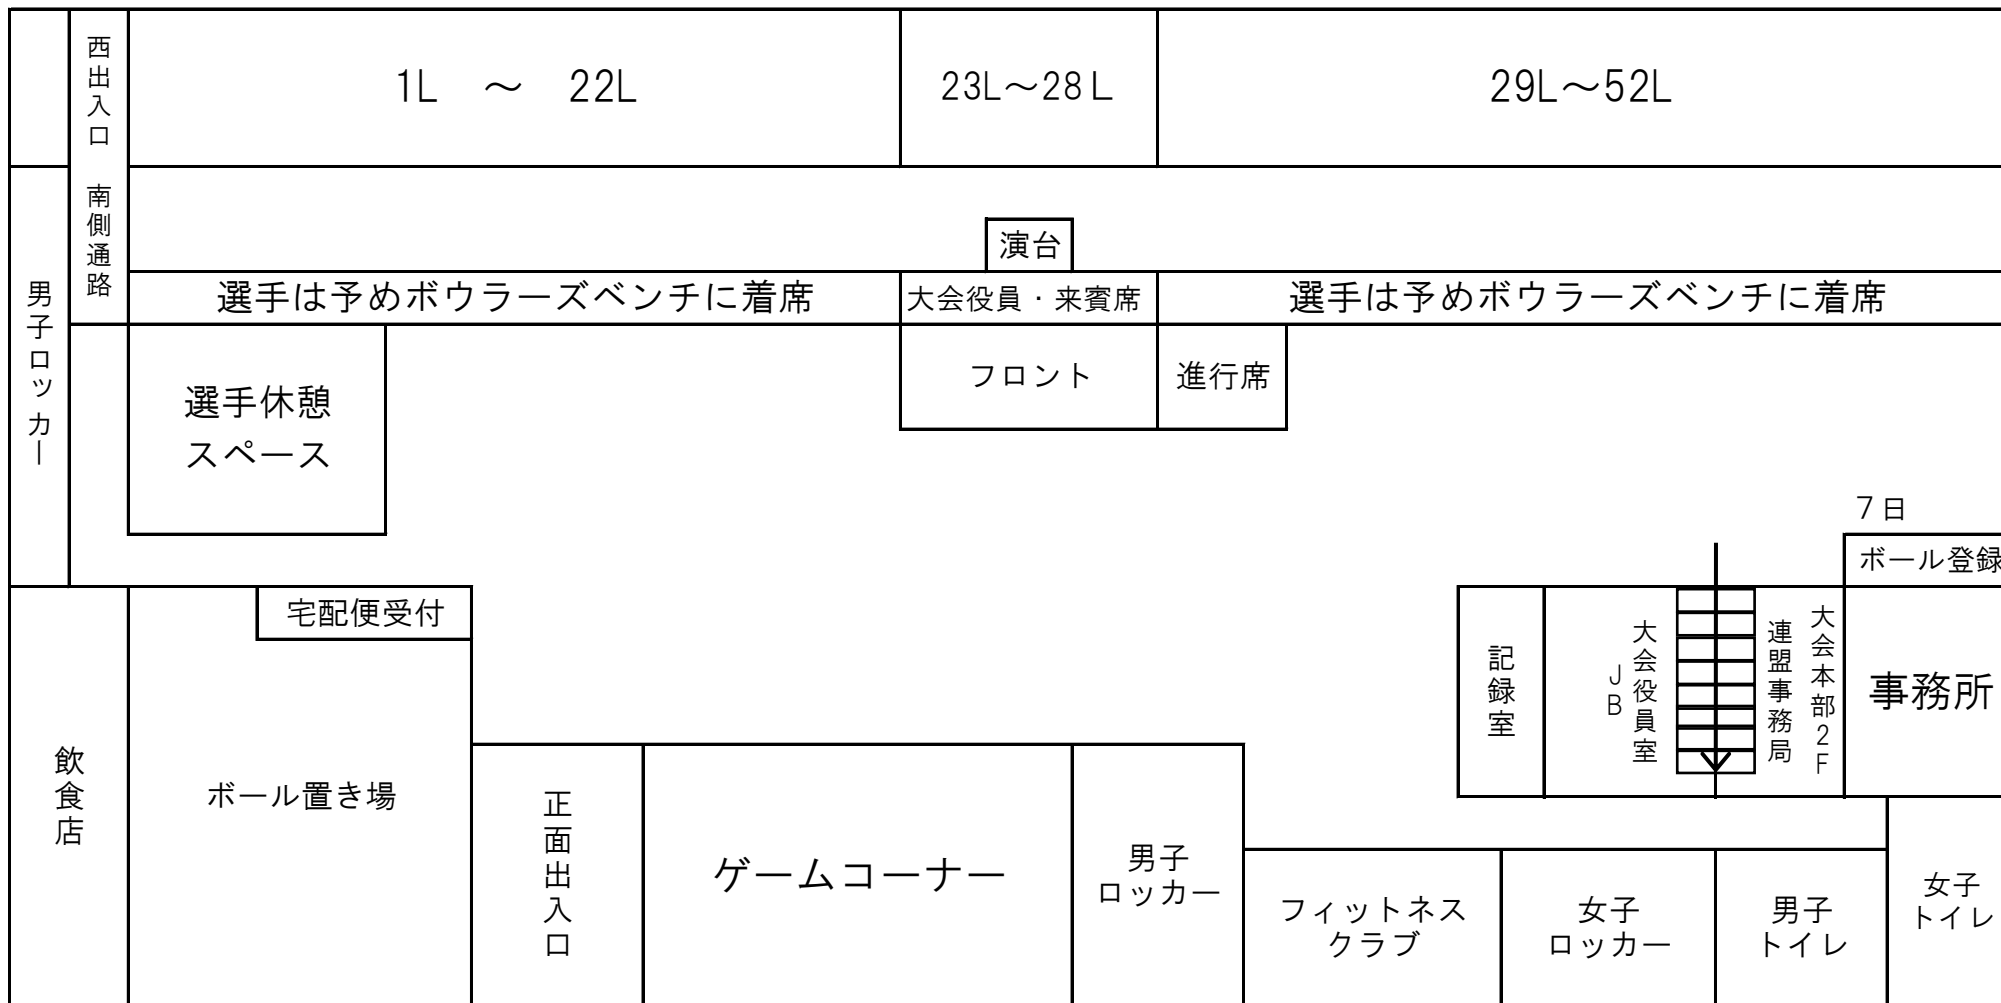 西出入口　南側通路
1L　～　22L
23L～28L
29L～52L
演台
選手は予めボウラーズベンチに着席
大会役員・来賓席
選手は予めボウラーズベンチに着席
男子ロッカー
選手休憩
スペース
フロント
進行席
7日
ボール登録
宅配便受付
記録室
大会役員室
JB
連盟事務局
大会本部2F
事務所
飲食店
ボール置き場
正面出入口
ゲームコーナー
男子
ロッカー
フィットネス
クラブ
女子
ロッカー
男子
トイレ
女子
トイレ